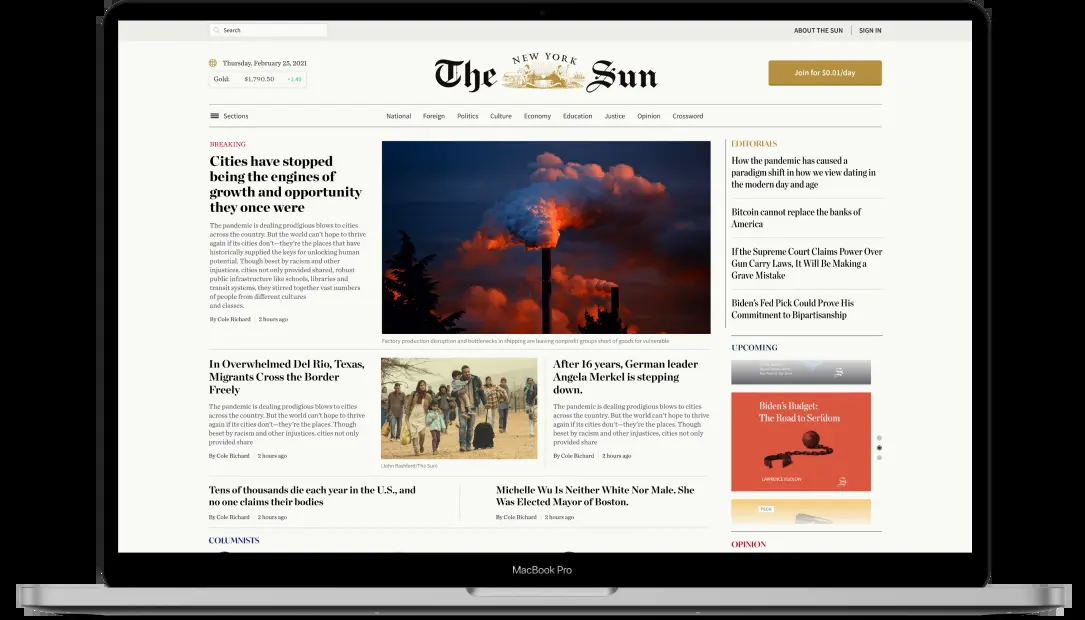 Search
ABOUT THE SUN
SIGN IN
Thursday, February 25, 2021
Gold: $1,790.50 +1.40
The NEW YORK Sun
Join for $0.01/day
Sections
National Foreign Politics Culture Economy Education Justice Opinion Crossword
BREAKING
Cities have stopped
being the engines of
growth and opportunity
they once were
The pandemic is dealing prodigious blows to cities
across the country. But the world can't hope to thrive
again if its cities don't—they're the places that have
historically supplied the keys for unlocking human
potential. Though beset by racism and other
injustices, cities not only provided shared, robust
public infrastructure like schools, libraries and
transit systems, they stirred together vast numbers
of people from different cultures
and classes.
By Cole Richard 2 hours ago
Factory production disruption and bottlenecks in shipping are leaving nonprofit groups short of goods for vulnerable
EDITORIALS
How the pandemic has caused a
paradigm shift in how we view dating in
the modern day and age
Bitcoin cannot replace the banks of
America
If the Supreme Court Claims Power Over
Gun Carry Laws, It Will Be Making a
Grave Mistake
Biden's Fed Pick Could Prove His
Commitment to Bipartisanship
In Overwhelmed Del Rio, Texas,
Migrants Cross the Border
Freely
The pandemic is dealing prodigious blows to cities
across the country. But the world can't hope to thrive
again if its cities don't—they're the places that have
beset by racism and other injustices, cities not only
provided share
By Cole Richard 2 hours ago
(John Rashford/The Sun)
After 16 years, German leader
Angela Merkel is stepping
down.
The pandemic is dealing prodigious blows to cities
across the country. But the world can't hope to thrive
again if its cities don't—they're the places that have
beset by racism and other injustices, cities not only
provided share
By Cole Richard 2 hours ago
UPCOMING
Biden's Budget:
The Road to Serfdom
LAWRENCE KUDLOW
S
Tens of thousands die each year in the U.S., and
no one claims their bodies
By Cole Richard 2 hours ago
Michelle Wu Is Neither White Nor Male. She
Was Elected Mayor of Boston.
By Cole Richard 2 hours ago
COLUMNISTS
OPINION
MacBook Pro